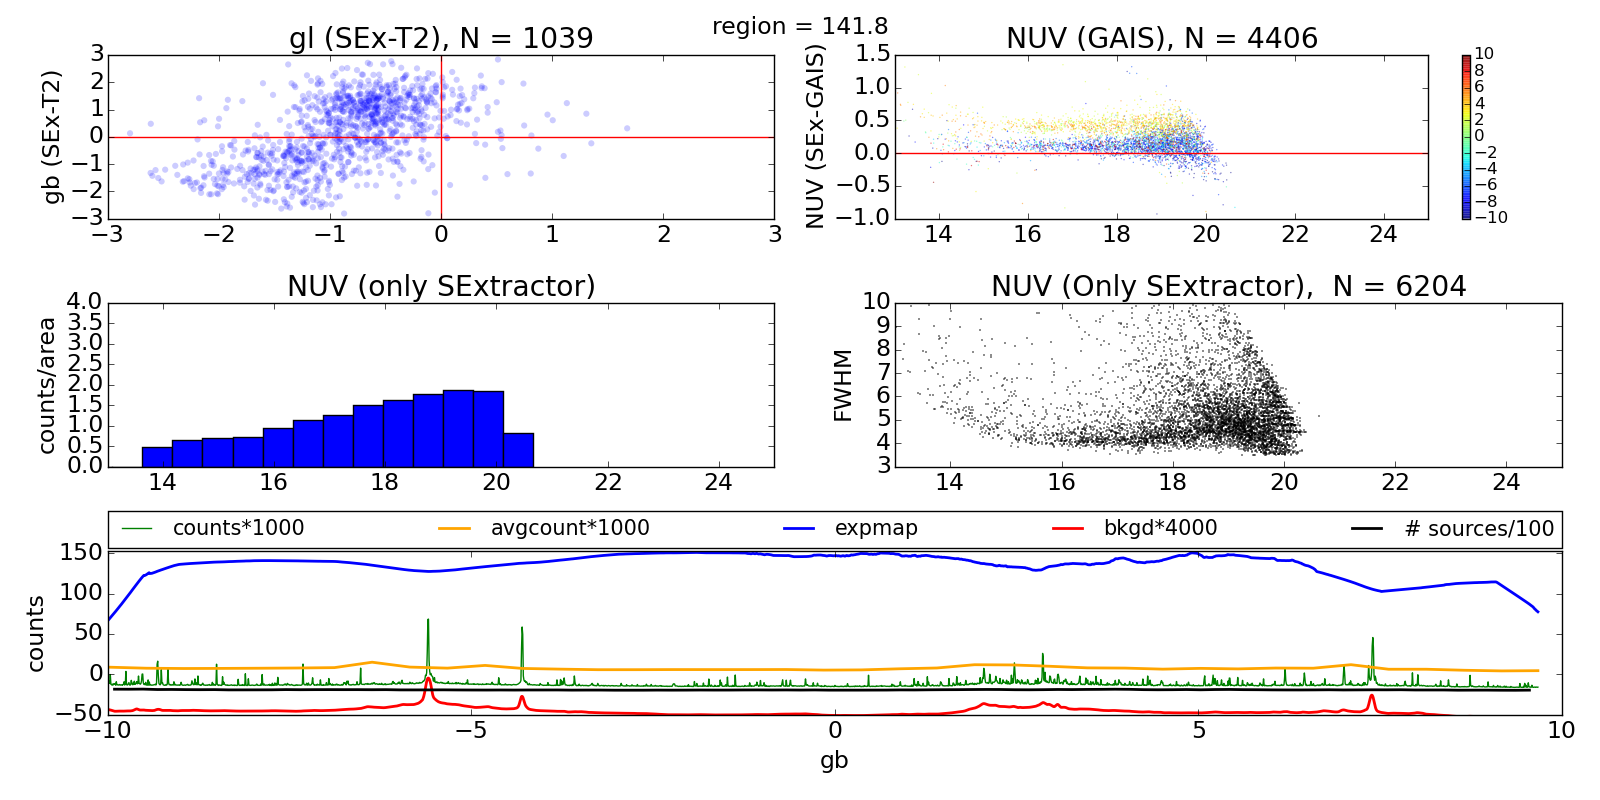 region = 141.8
gl (SEx-T2), N = 1039
gb (SEx-T2)
3
2
1
0
−1
−2
−3
−3 −2 −1 0 1 2 3
NUV (GAIS), N = 4406
NUV (SEx-GAIS)
1.5
1.0
0.5
0.0
−0.5
−1.0
14 16 18 20 22 24
10
8
6
4
2
0
−2
−4
−6
−8
−10
NUV (only SExtractor)
counts/area
4.0
3.5
3.0
2.5
2.0
1.5
1.0
0.5
0.0
14 16 18 20 22 24
NUV (Only SExtractor), N = 6204
FWHM
10
9
8
7
6
5
4
3
14 16 18 20 22 24
counts*1000 avgcount*1000 expmap bkgd*4000 # sources/100
counts
150
100
50
0
−50
−10 −5 0 5 10
gb